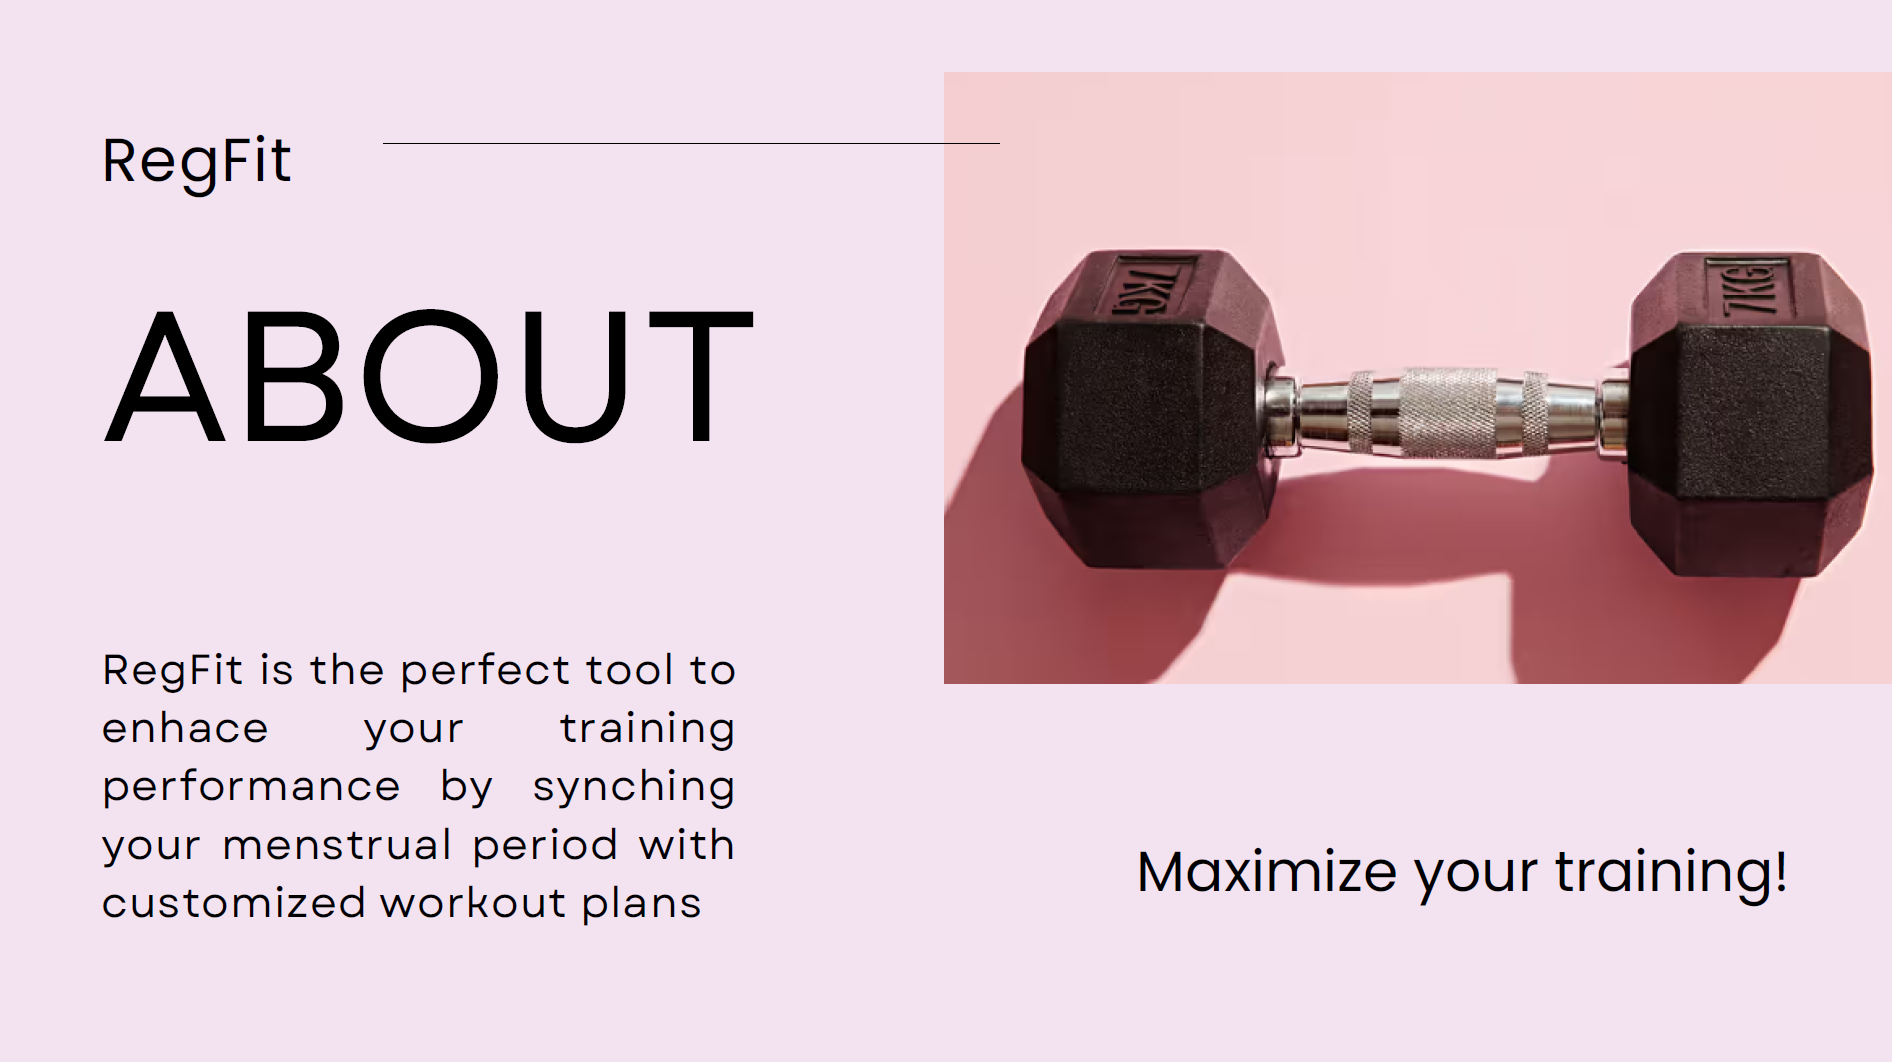 RegFit
ABOUT
7KG
7KG
RegFit is the perfect tool to
enhace your training
performance by synching
your menstrual period with
customized workout plans
Maximize your training!